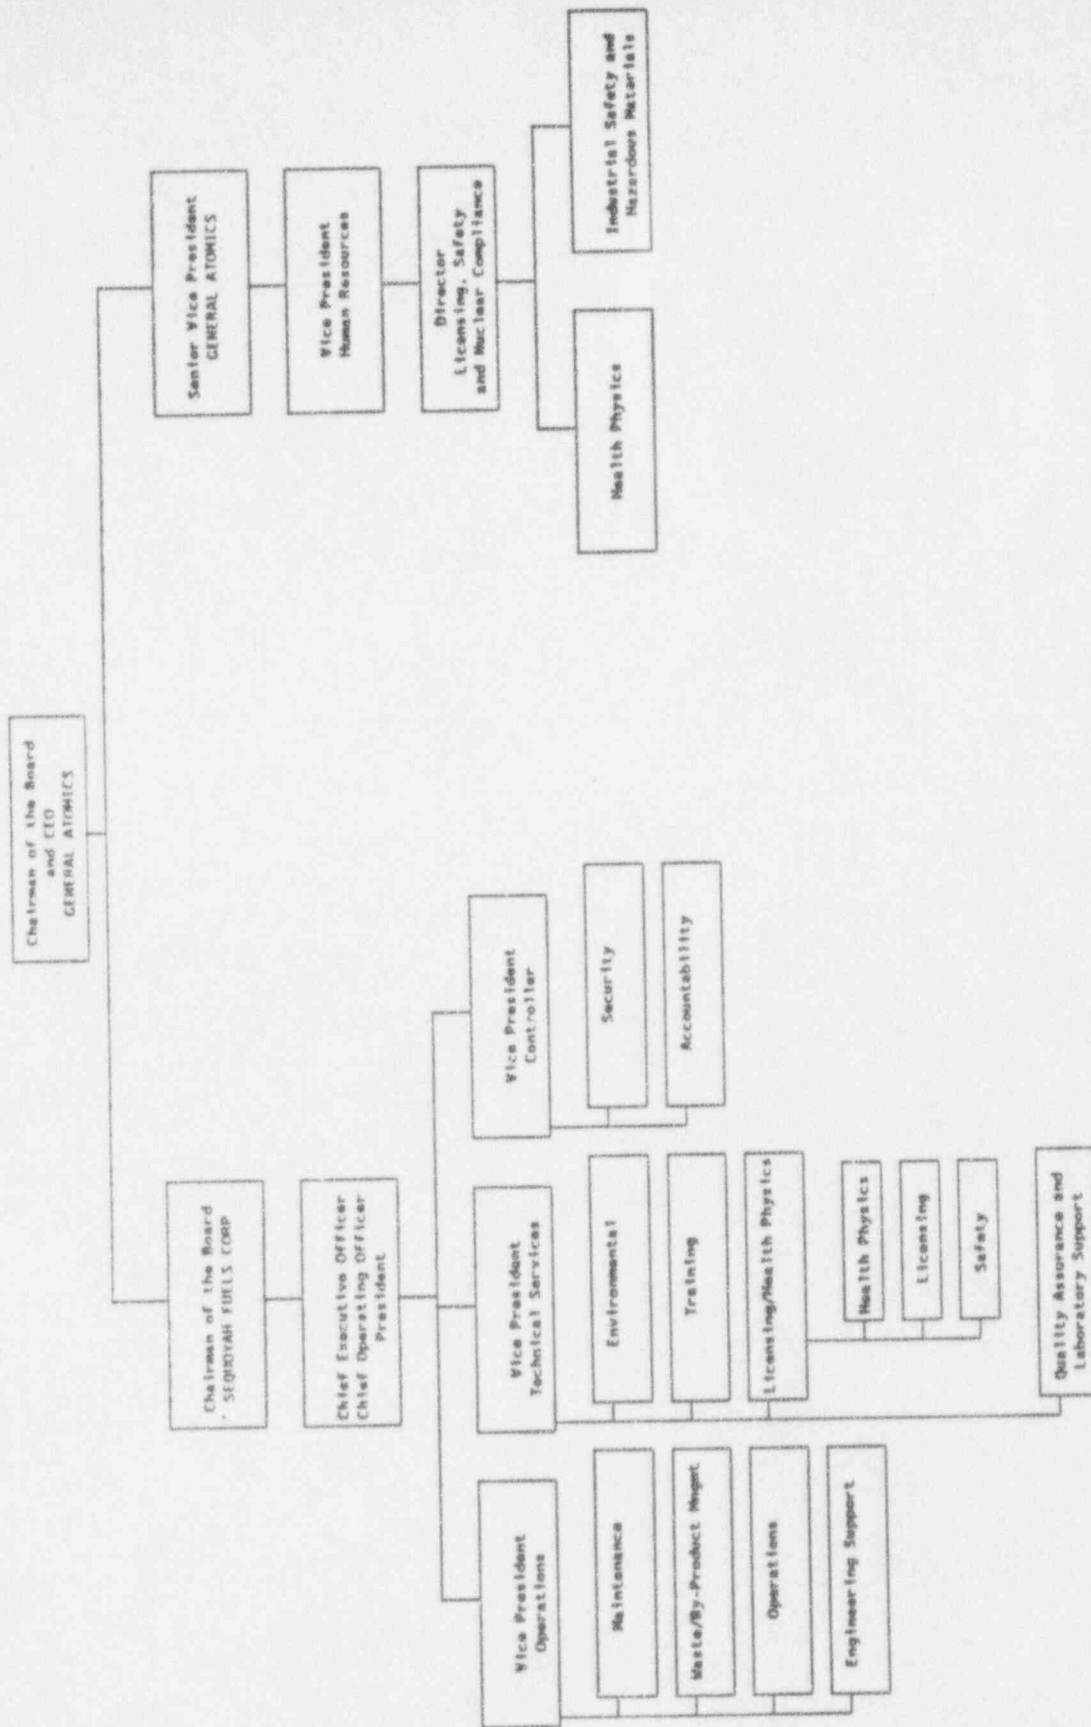 Chairman of the Board
and CEO
GENERAL ATOMICS
Chairman of the Board
SEQUOYAH FUELS CORP
Chief Executive Officer
Chief Operating Officer
President
Vice President
Operations
Maintenance
Waste/By-Product Mngmt
Operations
Engineering Support
Vice President
Technical Services
Environmental
Training
Licensing/Health Physics
Health Physics
Licensing
Safety
Quality Assurance and
Laboratory Support
Vice President
Controller
Security
Accountability
Senior Vice President
GENERAL ATOMICS
Vice President
Human Resources
Director
Licensing, Safety
and Nuclear Compliance
Health Physics
Industrial Safety and
Hazardous Materials